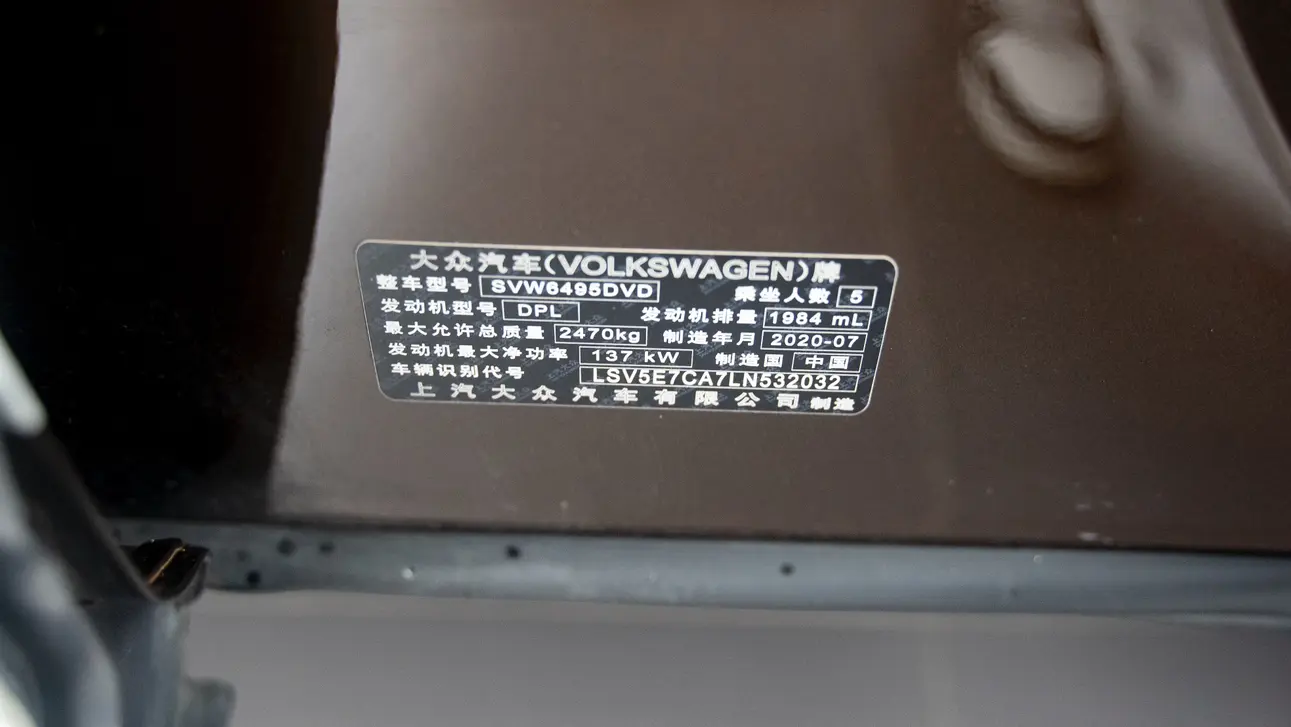 大众汽车(VOLKSWAGEN)牌
整车型号 SVW6495DVD 乘坐人数 5
发动机型号 DPL 发动机排量 1984 mL
最大允许总质量 2470kg 制造年月 2020-07
发动机最大净功率 137 kW 制造国 中国
车辆识别代号 LSV5E7CA7LN532032
上汽大众汽车有限公司 制造